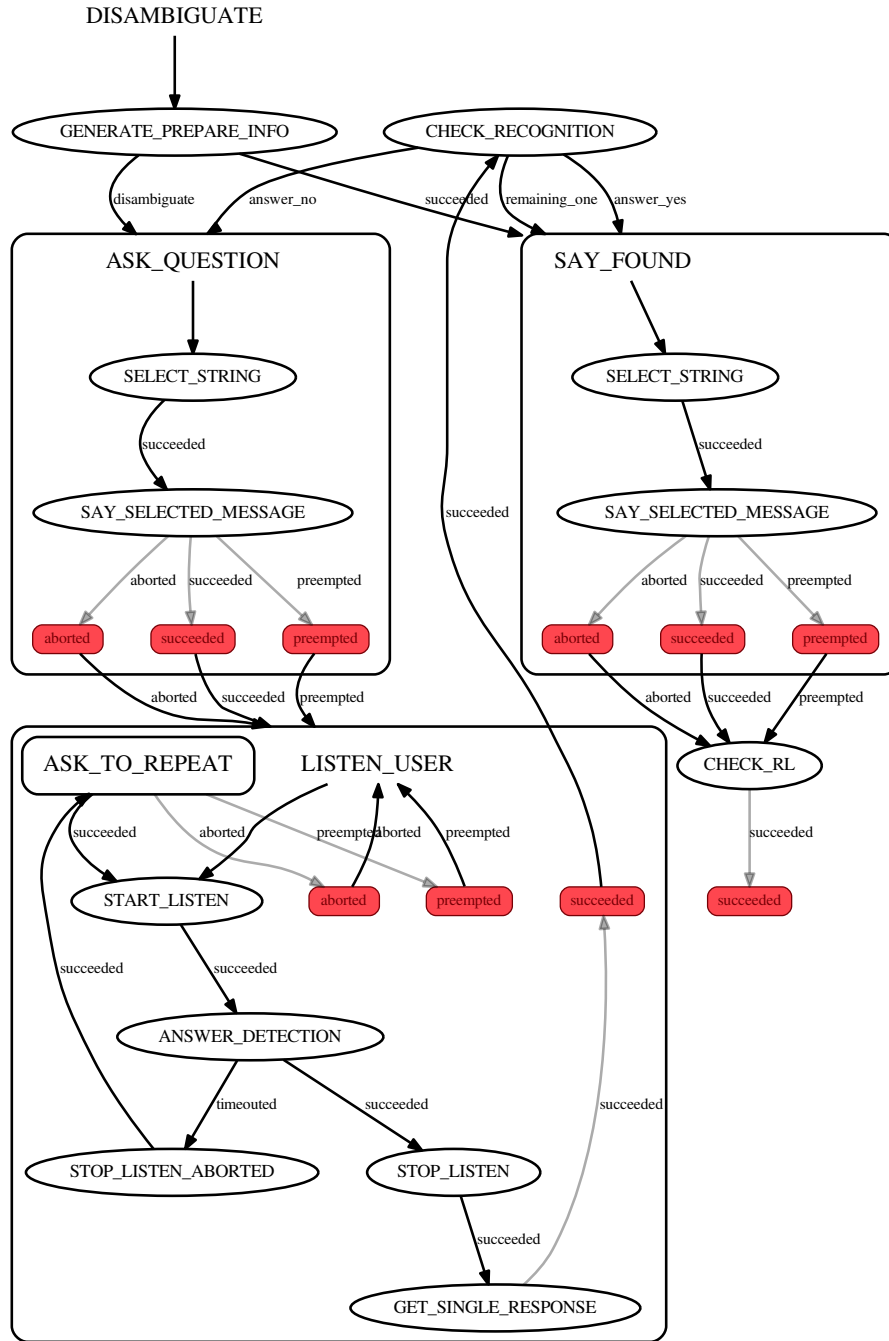 DISAMBIGUATE
GENERATE_PREPARE_INFO
CHECK_RECOGNITION
disambiguate
answer_no
succeeded
remaining_one
answer_yes
ASK_QUESTION
SAY_FOUND
SELECT_STRING
SELECT_STRING
succeeded
succeeded
SAY_SELECTED_MESSAGE
succeeded
SAY_SELECTED_MESSAGE
aborted
succeeded
preempted
aborted
succeeded
preempted
aborted
succeeded
preempted
aborted
succeeded
preempted
aborted
succeeded
preempted
aborted
succeeded
preempted
ASK_TO_REPEAT
LISTEN_USER
CHECK_RL
succeeded
aborted
preempted
aborted
preempted
succeeded
START_LISTEN
aborted
preempted
succeeded
succeeded
succeeded
succeeded
ANSWER_DETECTION
timeouted
succeeded
succeeded
STOP_LISTEN_ABORTED
STOP_LISTEN
succeeded
GET_SINGLE_RESPONSE